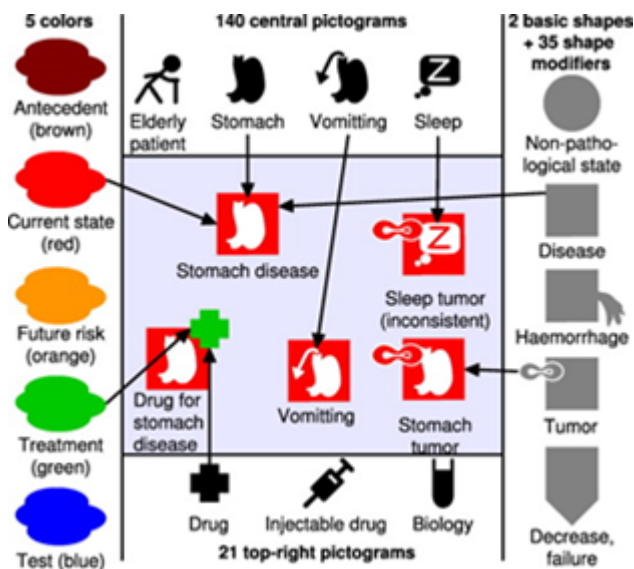 5 colors
Antecedent
(brown)
Current state
(red)
Future risk
(orange)
Treatment
(green)
Test (blue)
140 central pictograms
Elderly
patient
Stomach
Vomitting
Sleep
Z
Stomach disease
Z
Sleep tumor
(inconsistent)
Drug for
stomach
disease
Vomitting
Stomach
tumor
Drug
Injectable drug
Biology
21 top-right pictograms
2 basic shapes
+ 35 shape
modifiers
Non-patho-
logical state
Disease
Haemorrhage
Tumor
Decrease,
failure